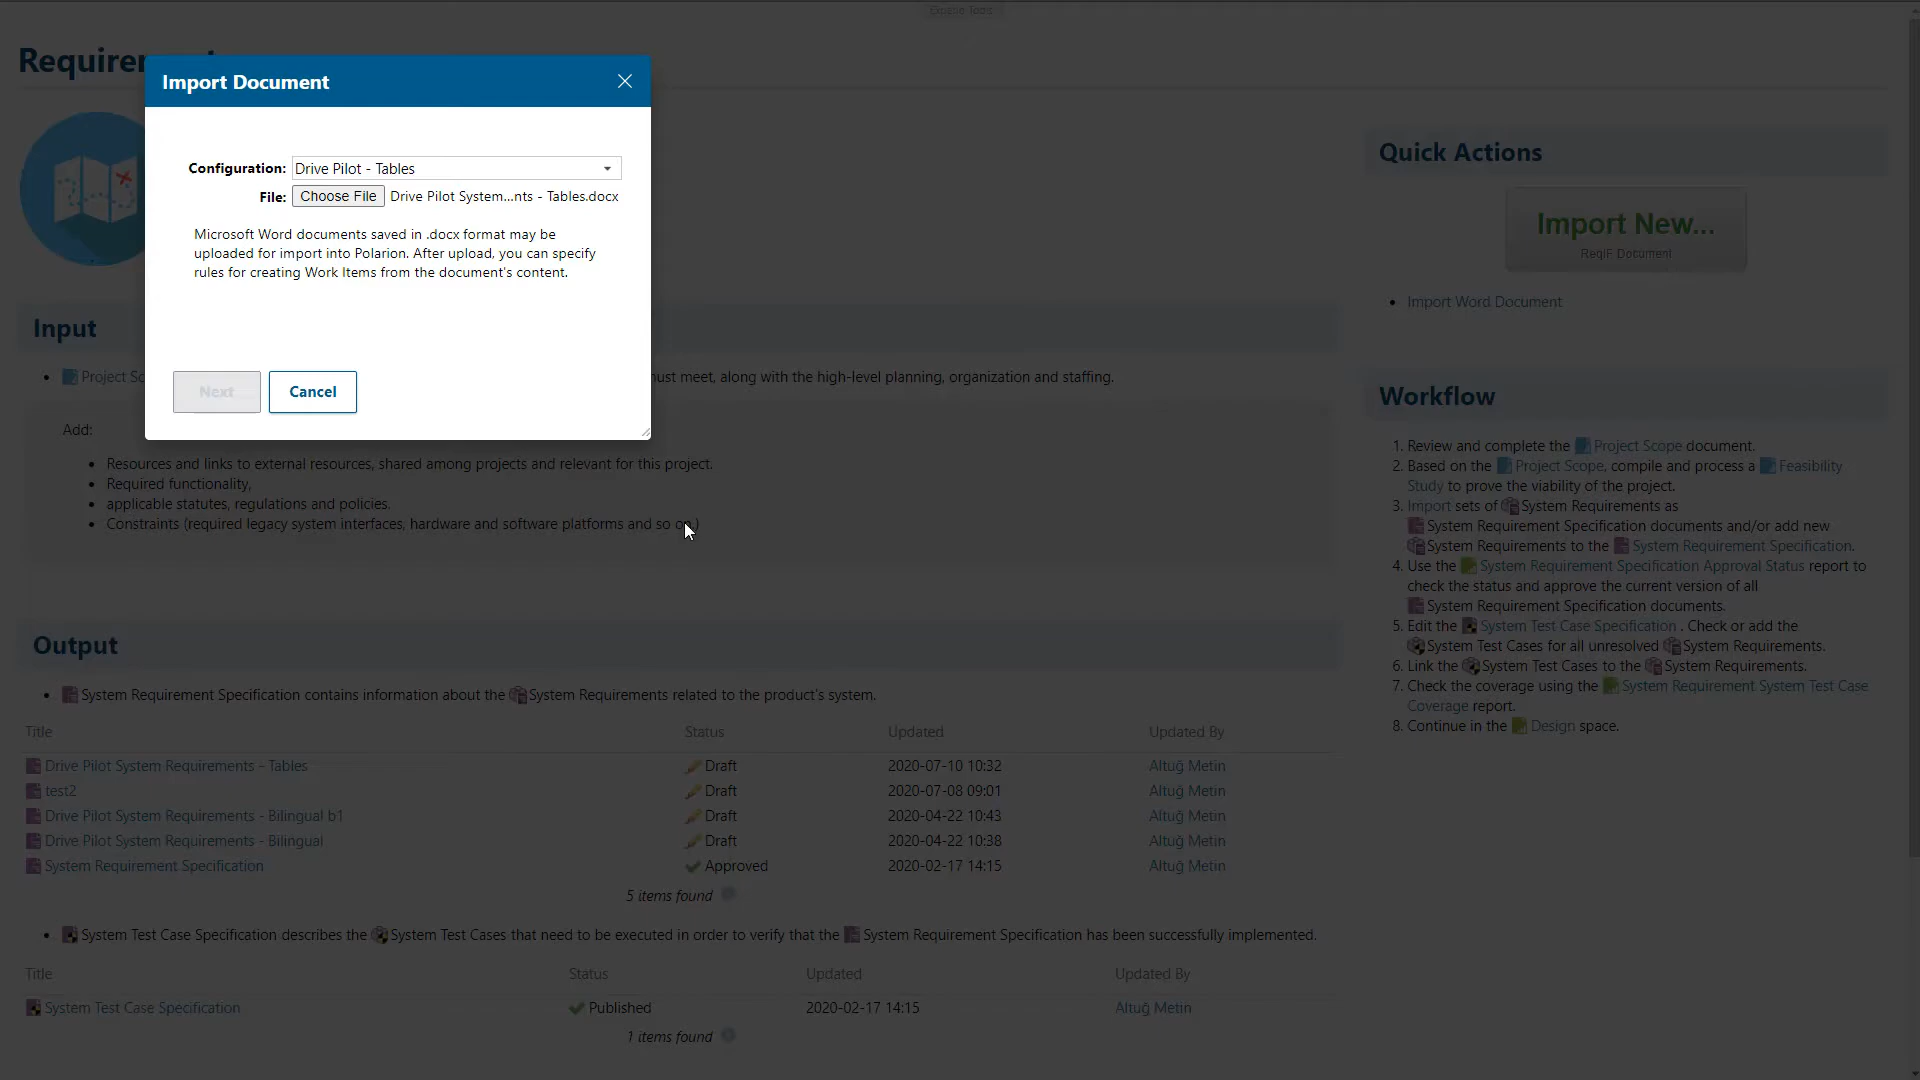 Expand Tools
Import Document
Configuration: Drive Pilot - Tables
File: Choose File Drive Pilot System...nts - Tables.docx
Microsoft Word documents saved in .docx format may be
uploaded for import into Polarion. After upload, you can specify
rules for creating Work Items from the document's content.
Next Cancel
Input
Project Sc
must meet, along with the high-level planning, organization and staffing.
Add:
Resources and links to external resources, shared among projects and relevant for this project.
Required functionality,
applicable statutes, regulations and policies.
Constraints (required legacy system interfaces, hardware and software platforms and so on.)
Output
System Requirement Specification contains information about the System Requirements related to the product's system.
Title Status Updated Updated By
Drive Pilot System Requirements - Tables Draft 2020-07-10 10:32 Altuğ Metin
test2 Draft 2020-07-08 09:01 Altuğ Metin
Drive Pilot System Requirements - Bilingual b1 Draft 2020-04-22 10:43 Altuğ Metin
Drive Pilot System Requirements - Bilingual Draft 2020-04-22 10:38 Altuğ Metin
System Requirement Specification Approved 2020-02-17 14:15 Altuğ Metin
5 items found
System Test Case Specification describes the System Test Cases that need to be executed in order to verify that the System Requirement Specification has been successfully implemented.
Title Status Updated Updated By
System Test Case Specification Published 2020-02-17 14:15 Altuğ Metin
1 items found
Quick Actions
Import New...
ReqIF Document
Import Word Document
Workflow
1. Review and complete the Project Scope document.
2. Based on the Project Scope, compile and process a Feasibility
Study to prove the viability of the project.
3. Import sets of System Requirements as
System Requirement Specification documents and/or add new
System Requirements to the System Requirement Specification.
4. Use the System Requirement Specification Approval Status report to
check the status and approve the current version of all
System Requirement Specification documents.
5. Edit the System Test Case Specification . Check or add the
System Test Cases for all unresolved System Requirements.
6. Link the System Test Cases to the System Requirements.
7. Check the coverage using the System Requirement System Test Case
Coverage report.
8. Continue in the Design space.